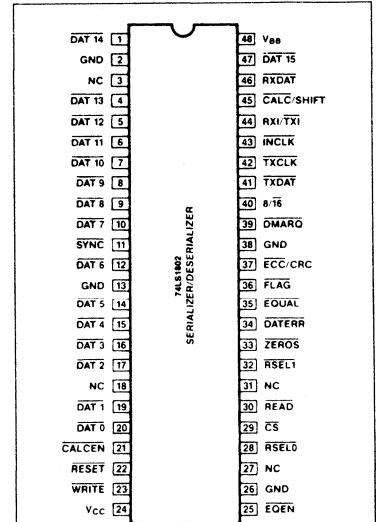 DAT 14 1
GND 2
NC 3
DAT 13 4
DAT 12 5
DAT 11 6
DAT 10 7
DAT 9 8
DAT 8 9
DAT 7 10
SYNC 11
DAT 6 12
GND 13
DAT 5 14
DAT 4 15
DAT 3 16
DAT 2 17
NC 18
DAT 1 19
DAT 0 20
CALCEN 21
RESET 22
WRITE 23
VCC 24
74LS1802
SERIALIZER/DESERIALIZER
48 VBB
47 DAT 15
46 RXDAT
45 CALC/SHIFT
44 RXI/TXI
43 INCLK
42 TXCLK
41 TXDAT
40 8/16
39 DMARQ
38 GND
37 ECC/CRC
36 FLAG
35 EQUAL
34 DATERR
33 ZEROS
32 RSEL1
31 NC
30 READ
29 CS
28 RSEL0
27 NC
26 GND
25 EQEN